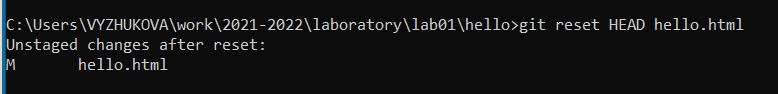 C:\Users\VYZHUKOVA\work\2021-2022\laboratory\lab01\hello>git reset HEAD hello.html
Unstaged changes after reset:
M       hello.html